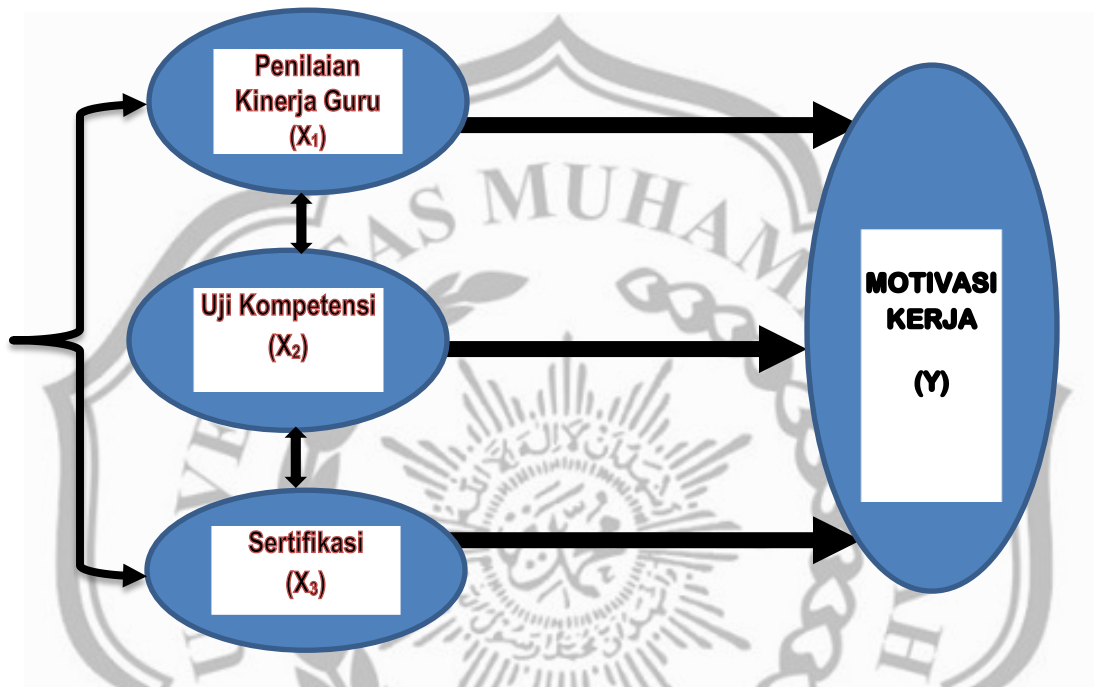 Penilaian
Kinerja Guru
(X₁)
Uji Kompetensi
(X₂)
Sertifikasi
(X₃)
MOTIVASI
KERJA
(Y)
AS MUHAM